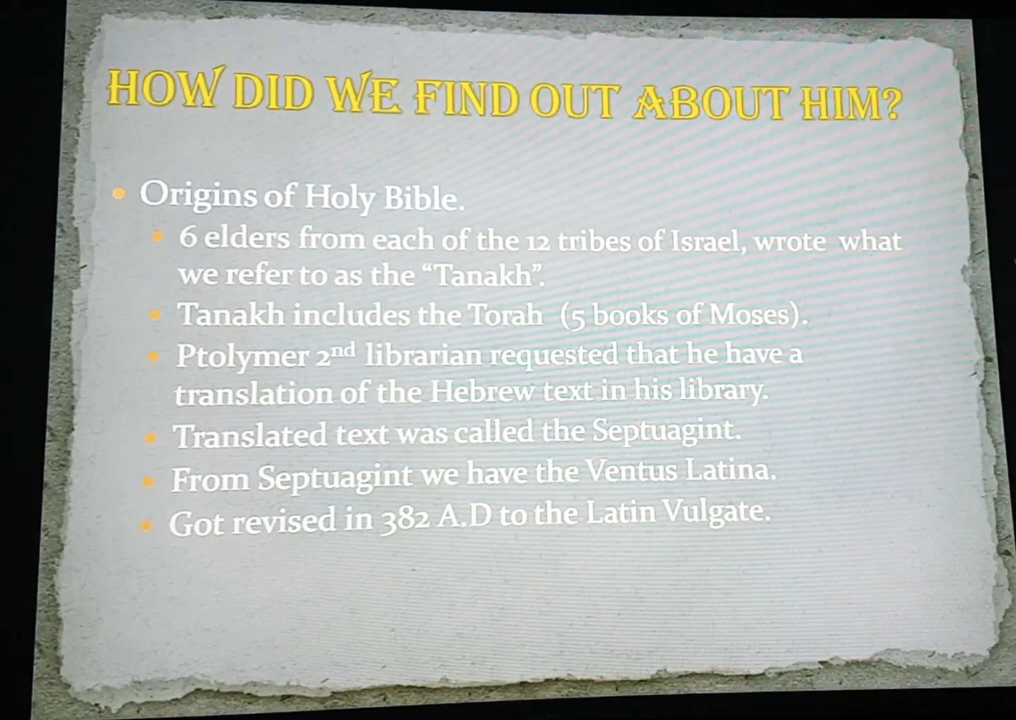 HOW DID WE FIND OUT ABOUT HIM?
Origins of Holy Bible.
6 elders from each of the 12 tribes of Israel, wrote what
we refer to as the “Tanakh”.
Tanakh includes the Torah (5 books of Moses).
Ptolymer 2nd librarian requested that he have a
translation of the Hebrew text in his library.
Translated text was called the Septuagint.
From Septuagint we have the Ventus Latina.
Got revised in 382 A.D to the Latin Vulgate.